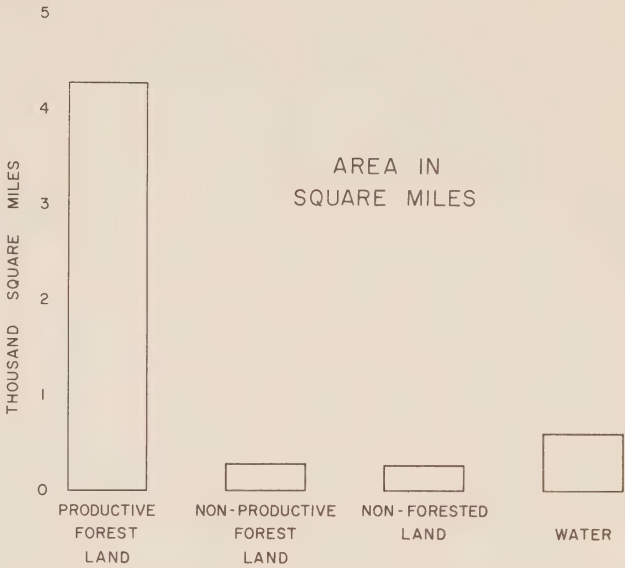 5
4
3
2
1
0
THOUSAND SQUARE MILES
AREA IN
SQUARE MILES
PRODUCTIVE
FOREST
LAND
NON-PRODUCTIVE
FOREST
LAND
NON-FORESTED
LAND
WATER